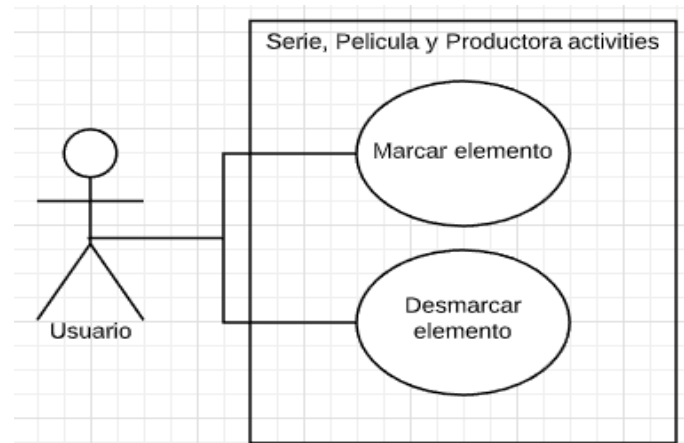 Serie, Pelicula y Productora activities
Marcar elemento
Desmarcar
elemento
Usuario